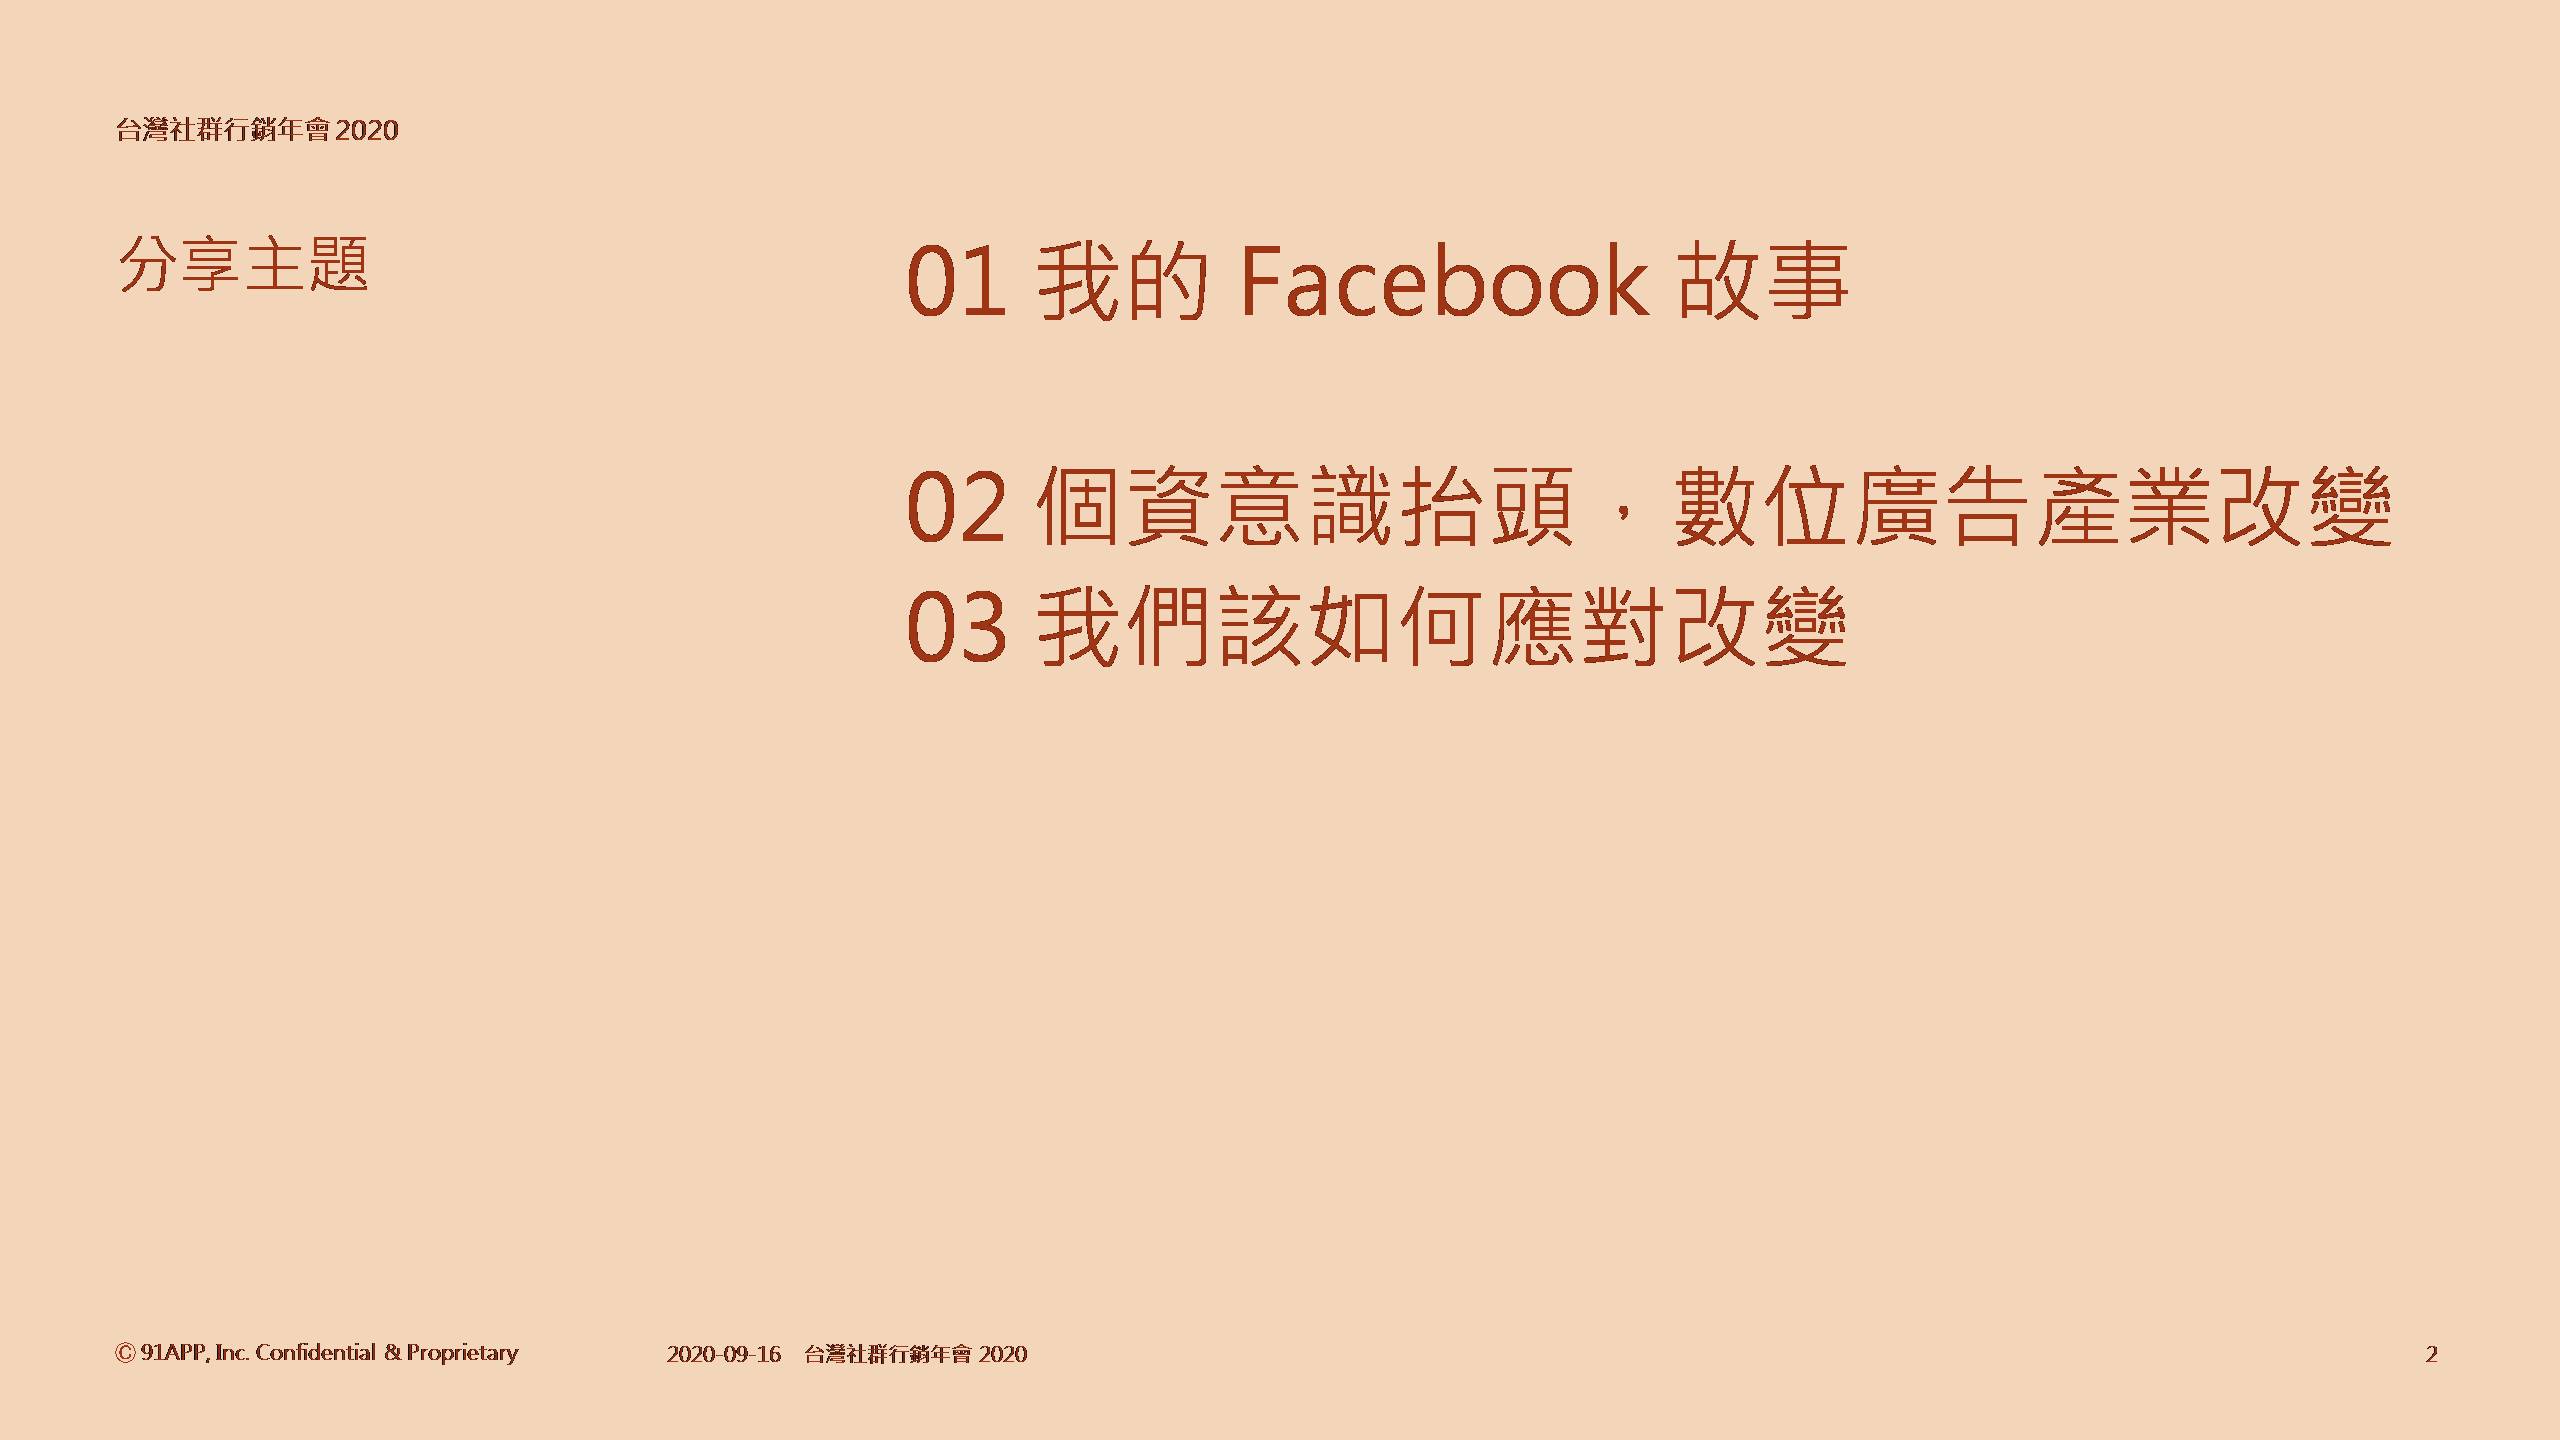 台灣社群行銷年會 2020
分享主題
01 我的 Facebook 故事
02 個資意識抬頭，數位廣告產業改變
03 我們該如何應對改變
© 91APP, Inc. Confidential & Proprietary
2020-09-16 台灣社群行銷年會 2020
2